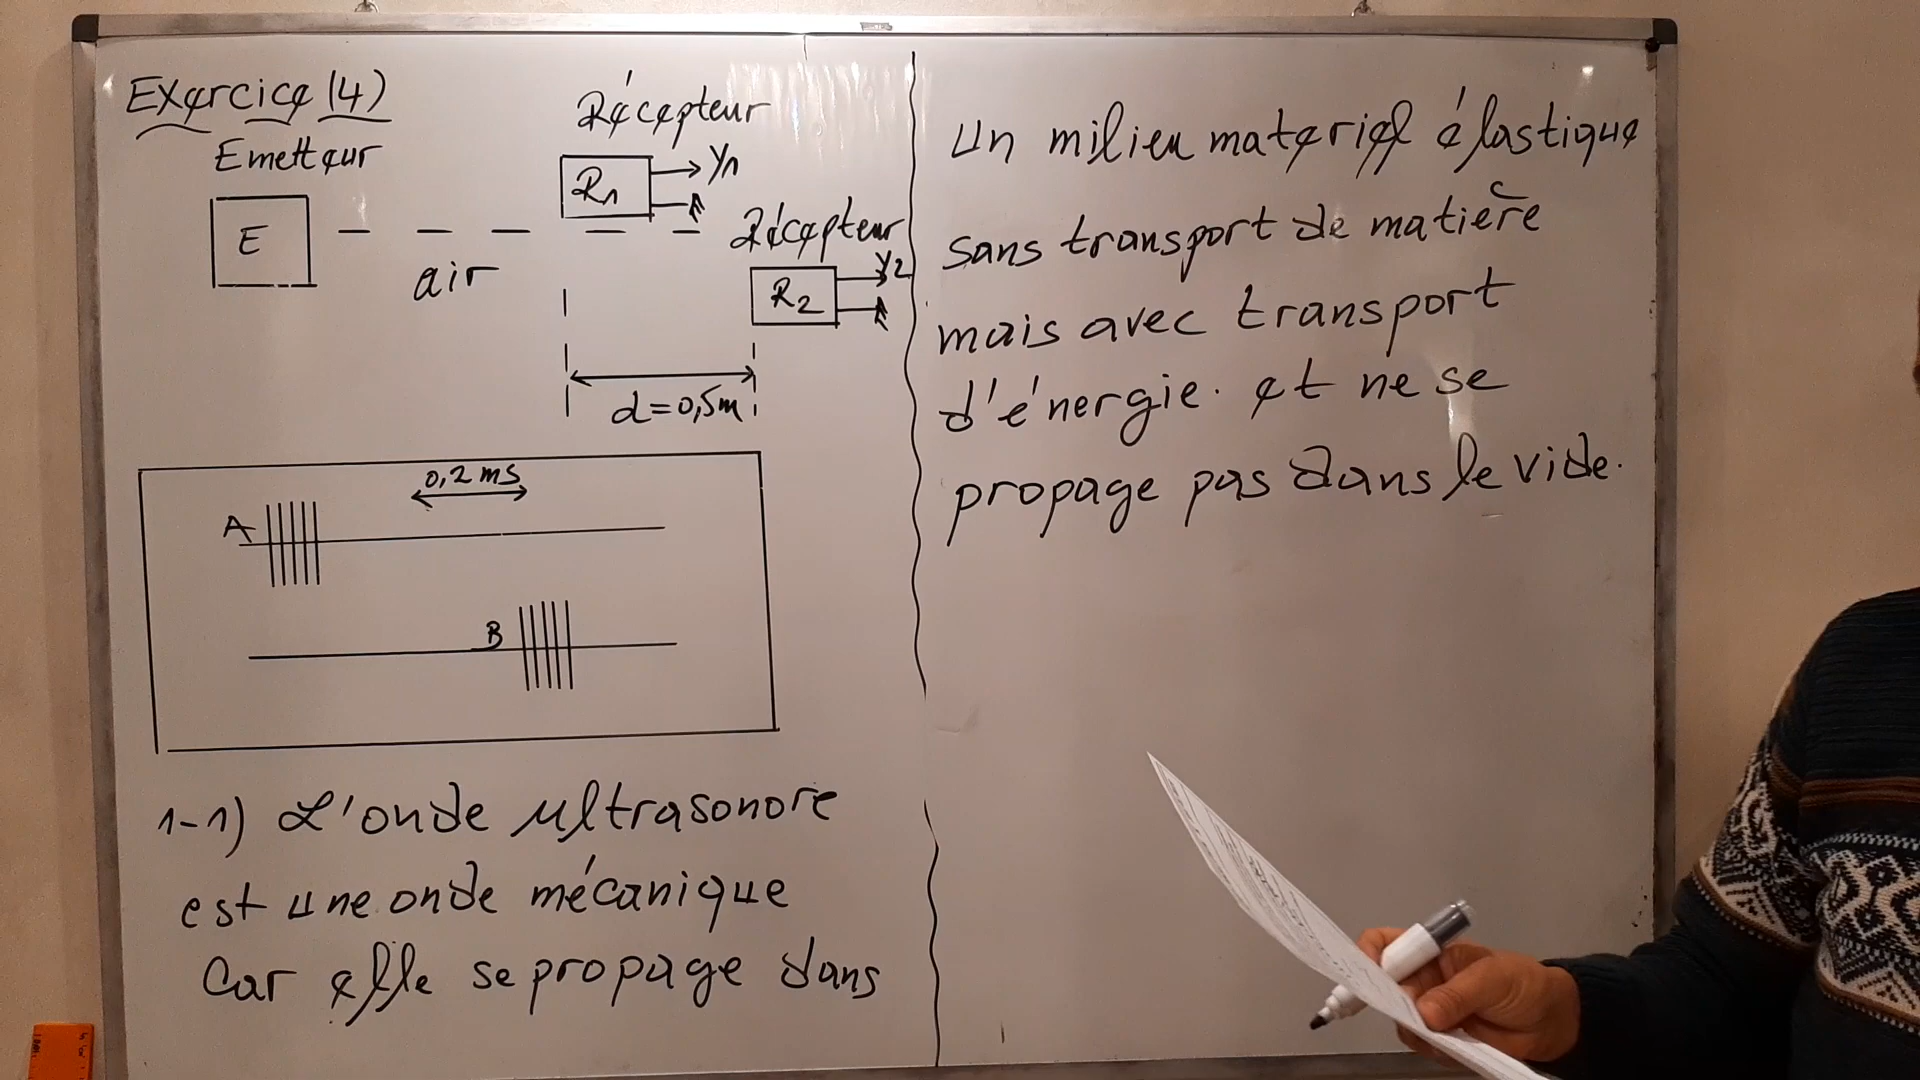 Exercice (4)
Emetteur
E
air
Récepteur
R1
y1
Récepteur
R2
y2
d=0,5m
0,2 ms
A
B
1-1) L'onde ultrasonore
est une onde mécanique
Car elle se propage dans
Un milieu materiel élastique
sans transport de matière
mais avec transport
d'énergie. et ne se
propage pas dans le vide.